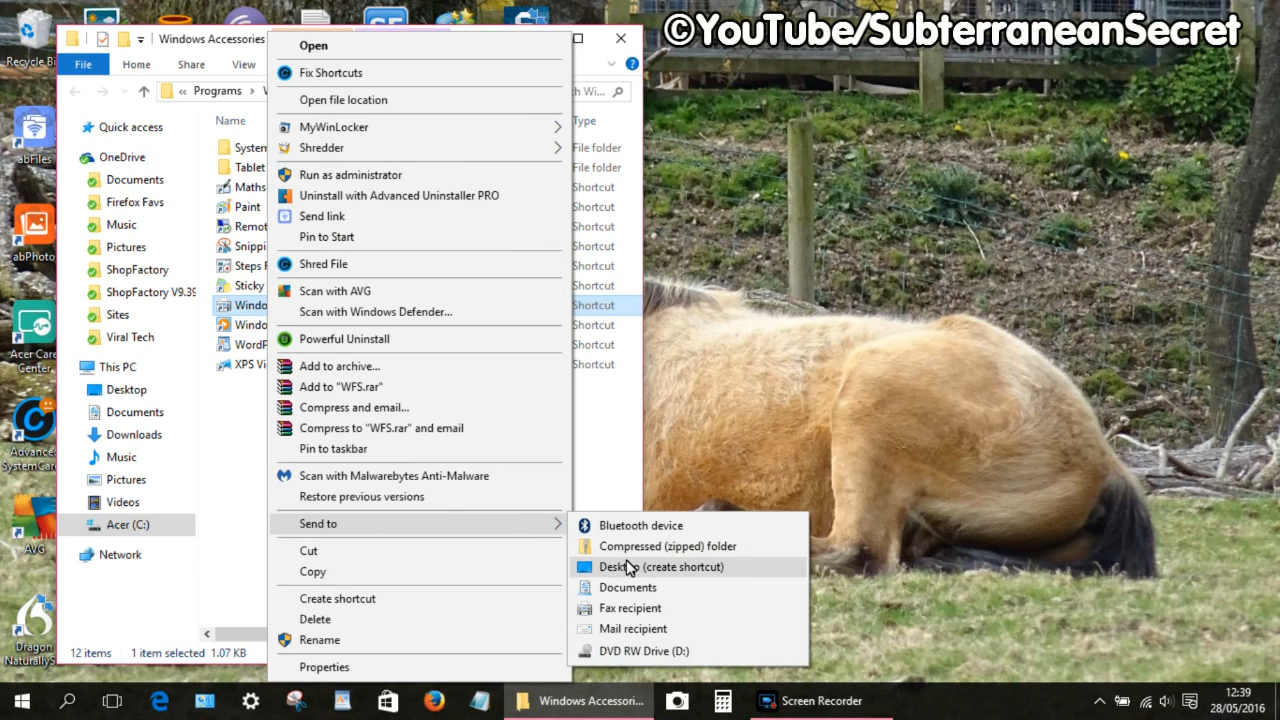 ©YouTube/SubterraneanSecret
Recycle Bi
abFiles
abPhoto
Acer Care
Center
Advanced
SystemCare
AVG
Dragon
NaturallyS
Windows Accessories
File
Home
Share
View
« Programs
Wi...
Quick access
OneDrive
Documents
Firefox Favs
Music
Pictures
ShopFactory
ShopFactory V9.39
Sites
Viral Tech
This PC
Desktop
Documents
Downloads
Music
Pictures
Videos
Acer (C:)
Network
12 items
1 item selected 1.07 KB
Name
Type
System
File folder
Tablet
File folder
Maths
Shortcut
Paint
Shortcut
Remot
Shortcut
Snippi
Shortcut
Steps R
Shortcut
Sticky
Shortcut
Windo
Shortcut
Windo
Shortcut
WordP
Shortcut
XPS Vi
Shortcut
Open
Fix Shortcuts
Open file location
MyWinLocker
Shredder
Run as administrator
Uninstall with Advanced Uninstaller PRO
Send link
Pin to Start
Shred File
Scan with AVG
Scan with Windows Defender...
Powerful Uninstall
Add to archive...
Add to "WFS.rar"
Compress and email...
Compress to "WFS.rar" and email
Pin to taskbar
Scan with Malwarebytes Anti-Malware
Restore previous versions
Send to
Cut
Copy
Create shortcut
Delete
Rename
Properties
Bluetooth device
Compressed (zipped) folder
Desktop (create shortcut)
Documents
Fax recipient
Mail recipient
DVD RW Drive (D:)
Windows Accessori...
Screen Recorder
12:39
28/05/2016